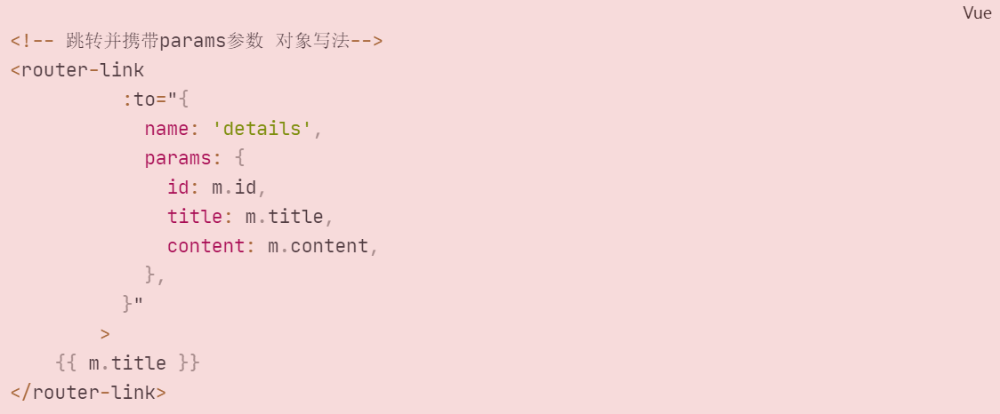 Vue
<!-- 跳转并携带params参数 对象写法-->
<router-link
          :to="{
            name: 'details',
            params: {
              id: m.id,
              title: m.title,
              content: m.content,
            },
          }"
        >
    {{ m.title }}
</router-link>